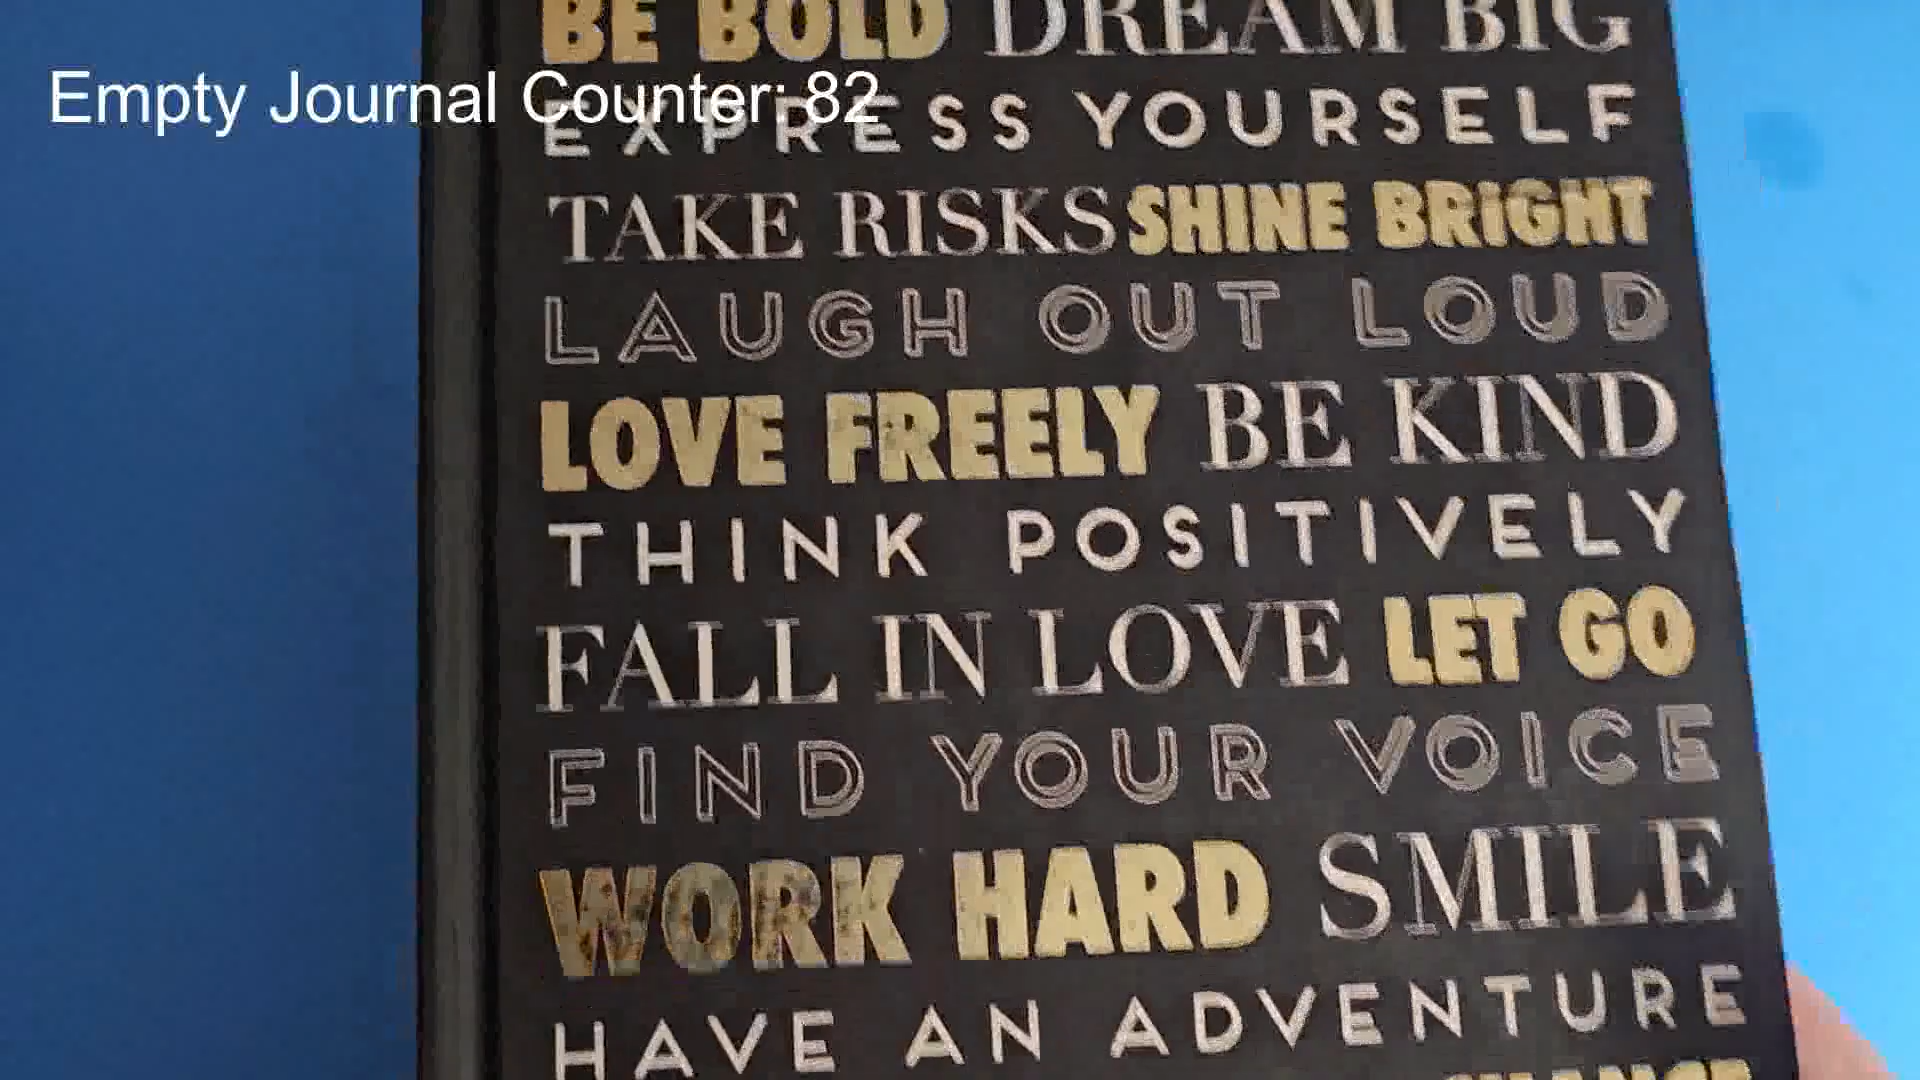 BE BOLD DREAM BIG
Empty Journal Counter: 82
EXPRESS YOURSELF
TAKE RISKS SHINE BRIGHT
LAUGH OUT LOUD
LOVE FREELY BE KIND
THINK POSITIVELY
FALL IN LOVE LET GO
FIND YOUR VOICE
WORK HARD SMILE
HAVE AN ADVENTURE